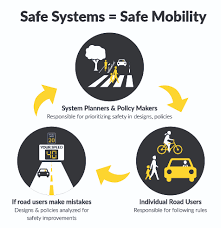 Safe Systems = Safe Mobility
System Planners & Policy Makers
Responsible for prioritizing safety in designs, policies
20
YOUR SPEED
40
If road users make mistakes
Designs & policies analyzed for
safety improvements
Individual Road Users
Responsible for following rules